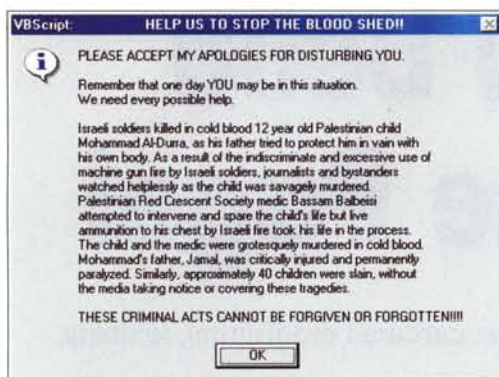 VBScript: HELP US TO STOP THE BLOOD SHED!!
PLEASE ACCEPT MY APOLOGIES FOR DISTURBING YOU.
Remember that one day YOU may be in this situation.
We need every possible help.
Israeli soldiers killed in cold blood 12 year old Palestinian child
Mohammad Al-Durra, as his father tried to protect him in vain with
his own body. As a result of the indiscriminate and excessive use of
machine gun fire by Israeli soldiers, journalists and bystanders
watched helplessly as the child was savagely murdered.
Palestinian Red Crescent Society medic Bassam Balbeisi
attempted to intervene and spare the child's life but live
ammunition to his chest by Israeli fire took his life in the process.
The child and the medic were grotesquely murdered in cold blood.
Mohammad's father, Jamal, was critically injured and permanently
paralyzed. Similarly, approximately 40 children were slain, without
the media taking notice or covering these tragedies.
THESE CRIMINAL ACTS CANNOT BE FORGIVEN OR FORGOTTEN!!!!
OK